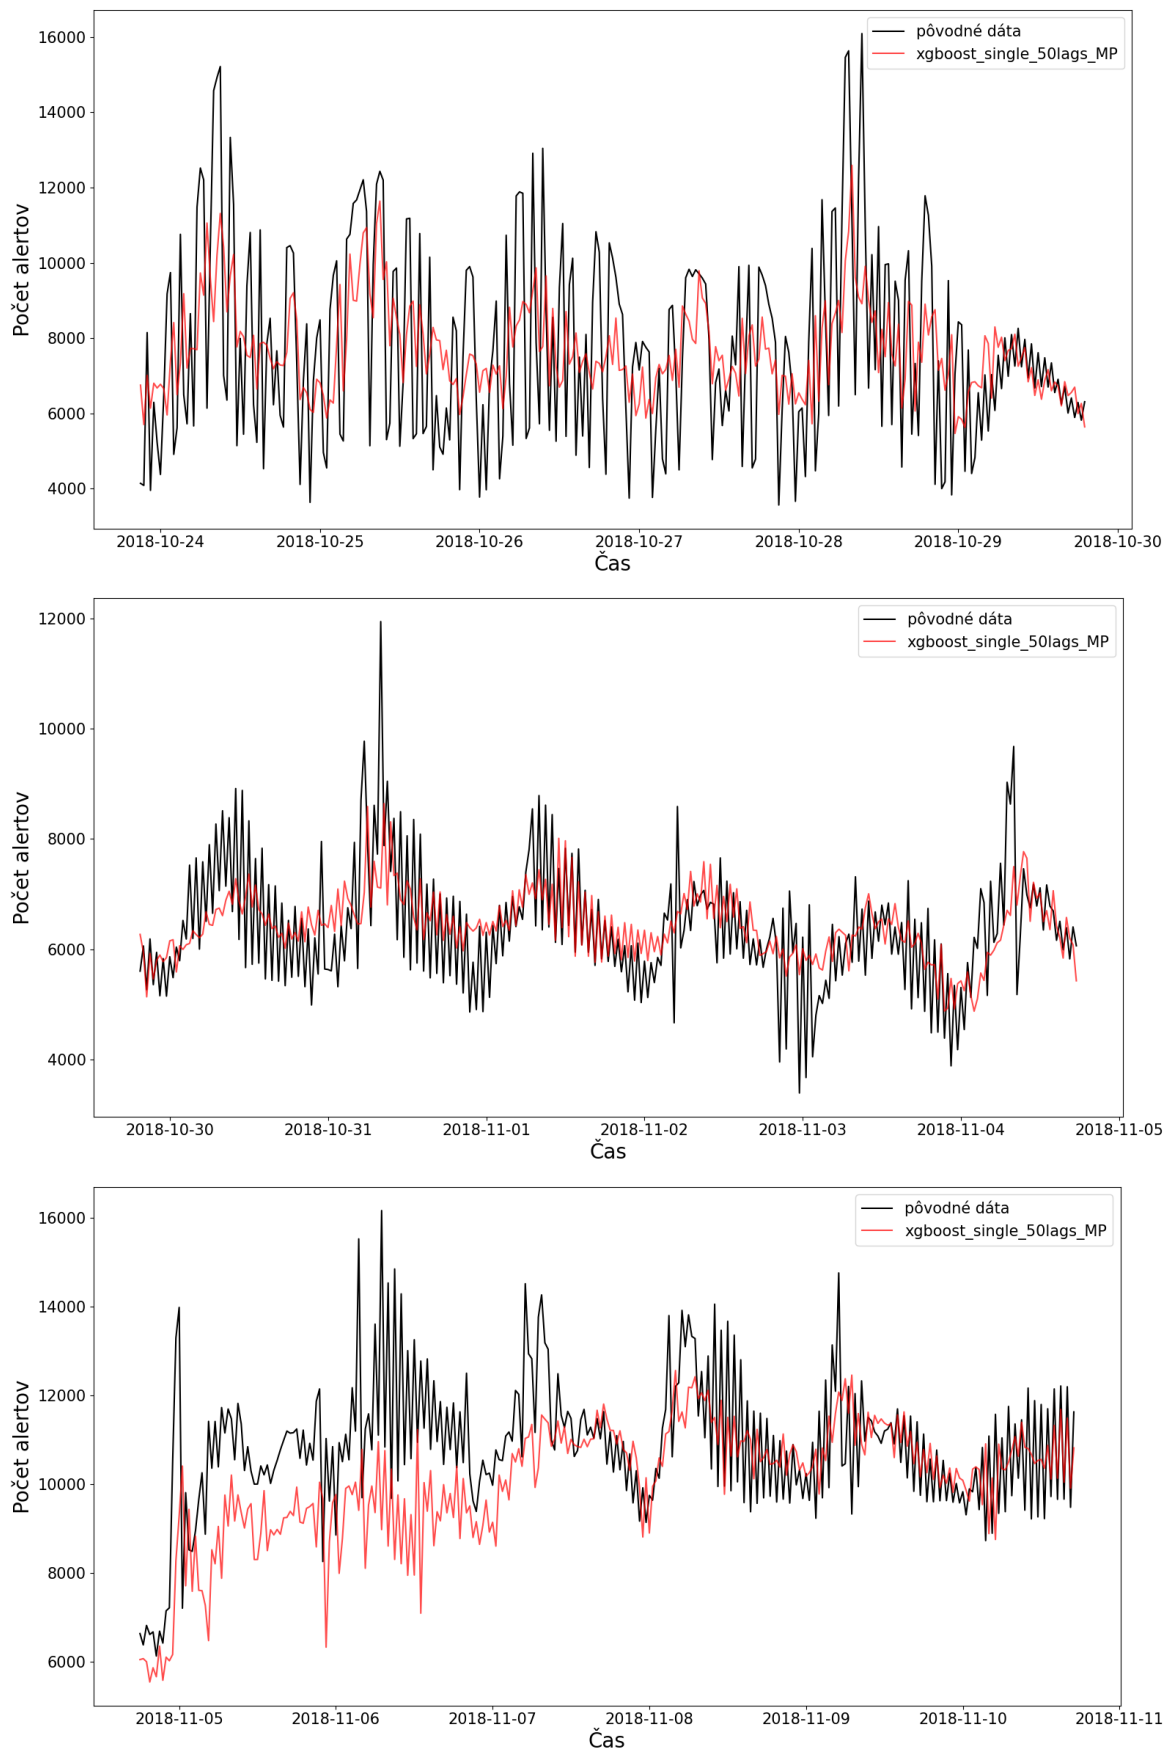 16000
14000
12000
10000
8000
6000
4000
Počet alertov
pôvodné dáta
xgboost_single_50lags_MP
2018-10-24 2018-10-25 2018-10-26 2018-10-27 2018-10-28 2018-10-29 2018-10-30
Čas
12000
10000
8000
6000
4000
Počet alertov
pôvodné dáta
xgboost_single_50lags_MP
2018-10-30 2018-10-31 2018-11-01 2018-11-02 2018-11-03 2018-11-04 2018-11-05
Čas
16000
14000
12000
10000
8000
6000
Počet alertov
pôvodné dáta
xgboost_single_50lags_MP
2018-11-05 2018-11-06 2018-11-07 2018-11-08 2018-11-09 2018-11-10 2018-11-11
Čas